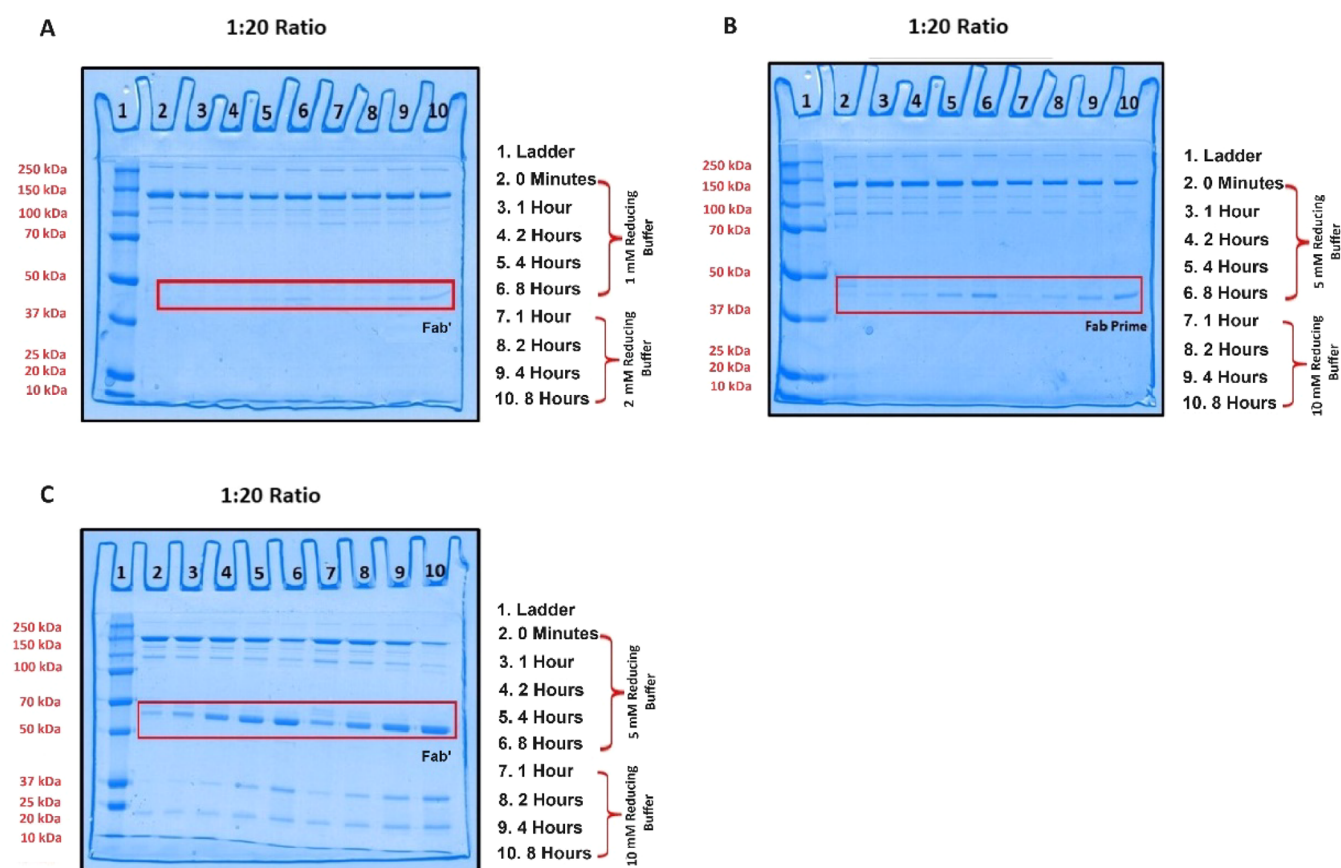 A
1:20 Ratio
1 2 3 4 5 6 7 8 9 10
250 kDa
150 kDa
100 kDa
70 kDa
50 kDa
37 kDa
25 kDa
20 kDa
10 kDa
Fab'
1. Ladder
2. 0 Minutes
3. 1 Hour
4. 2 Hours
5. 4 Hours
6. 8 Hours
7. 1 Hour
8. 2 Hours
9. 4 Hours
10. 8 Hours
1 mM Reducing
Buffer
2 mM Reducing
Buffer
B
1:20 Ratio
1 2 3 4 5 6 7 8 9 10
250 kDa
150 kDa
100 kDa
70 kDa
50 kDa
37 kDa
25 kDa
20 kDa
10 kDa
Fab Prime
1. Ladder
2. 0 Minutes
3. 1 Hour
4. 2 Hours
5. 4 Hours
6. 8 Hours
7. 1 Hour
8. 2 Hours
9. 4 Hours
10. 8 Hours
5 mM Reducing
Buffer
10 mM Reducing
Buffer
C
1:20 Ratio
1 2 3 4 5 6 7 8 9 10
250 kDa
150 kDa
100 kDa
70 kDa
50 kDa
37 kDa
25 kDa
20 kDa
10 kDa
Fab'
1. Ladder
2. 0 Minutes
3. 1 Hour
4. 2 Hours
5. 4 Hours
6. 8 Hours
7. 1 Hour
8. 2 Hours
9. 4 Hours
10. 8 Hours
5 mM Reducing
Buffer
10 mM Reducing
Buffer